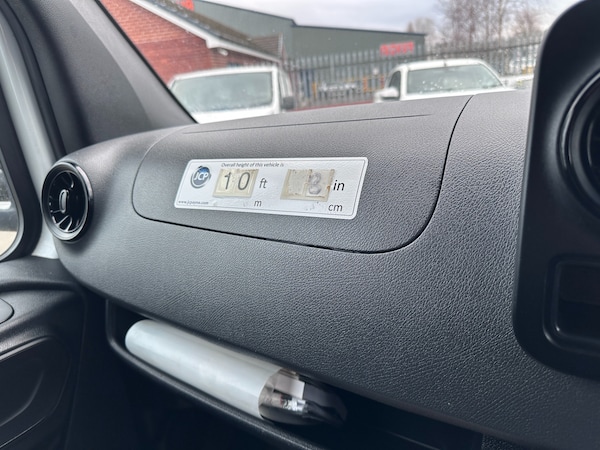 Overall height of this vehicle is
JCP
10 ft 8 in
m cm